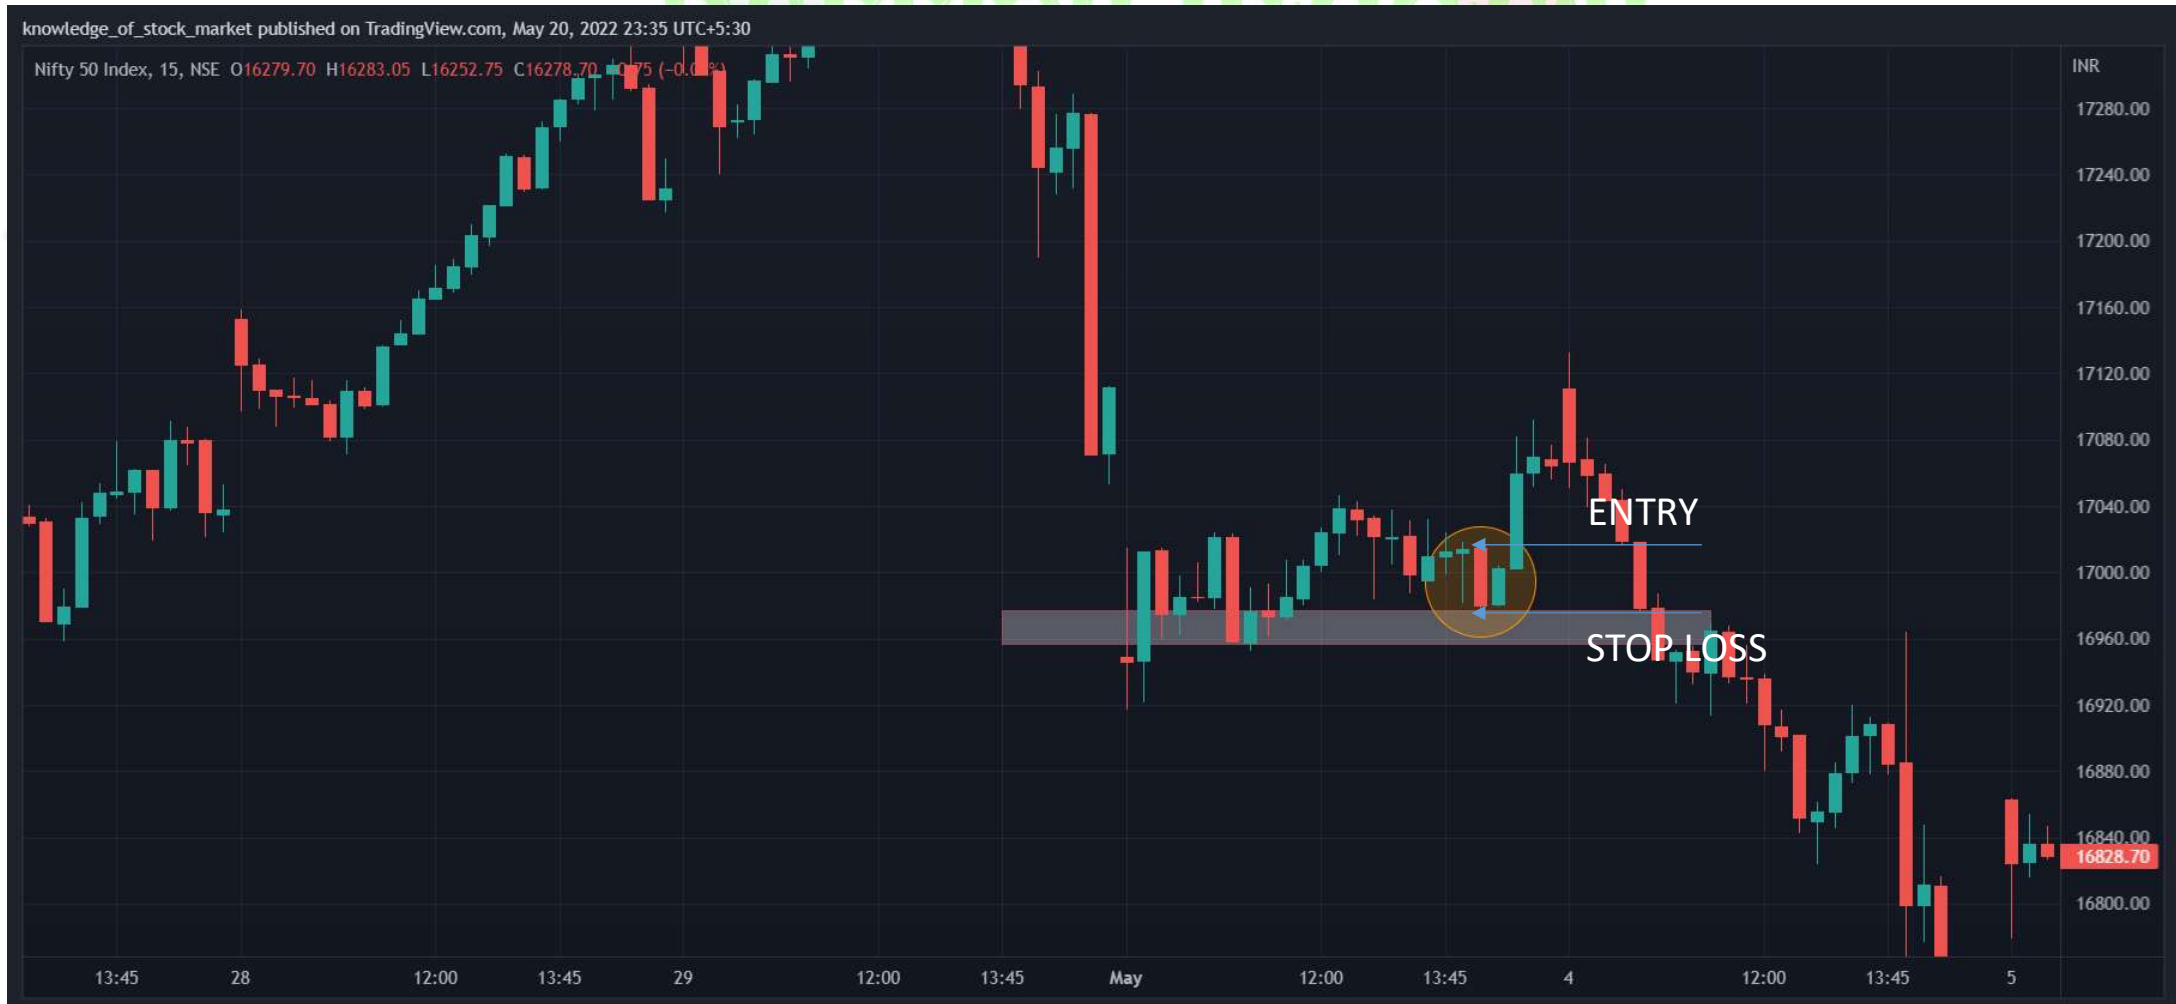 knowledge_of_stock_market published on TradingView.com, May 20, 2022 23:35 UTC+5:30
Nifty 50 Index, 15, NSE O16279.70 H16283.05 L16252.75 C16278.70
INR
17280.00
17240.00
17200.00
17160.00
17120.00
17080.00
17040.00
ENTRY
17000.00
16960.00
STOP LOSS
16920.00
16880.00
16840.00
16828.70
16800.00
13:45 28 12:00 13:45 29 12:00 13:45 May 12:00 13:45 4 12:00 13:45 5